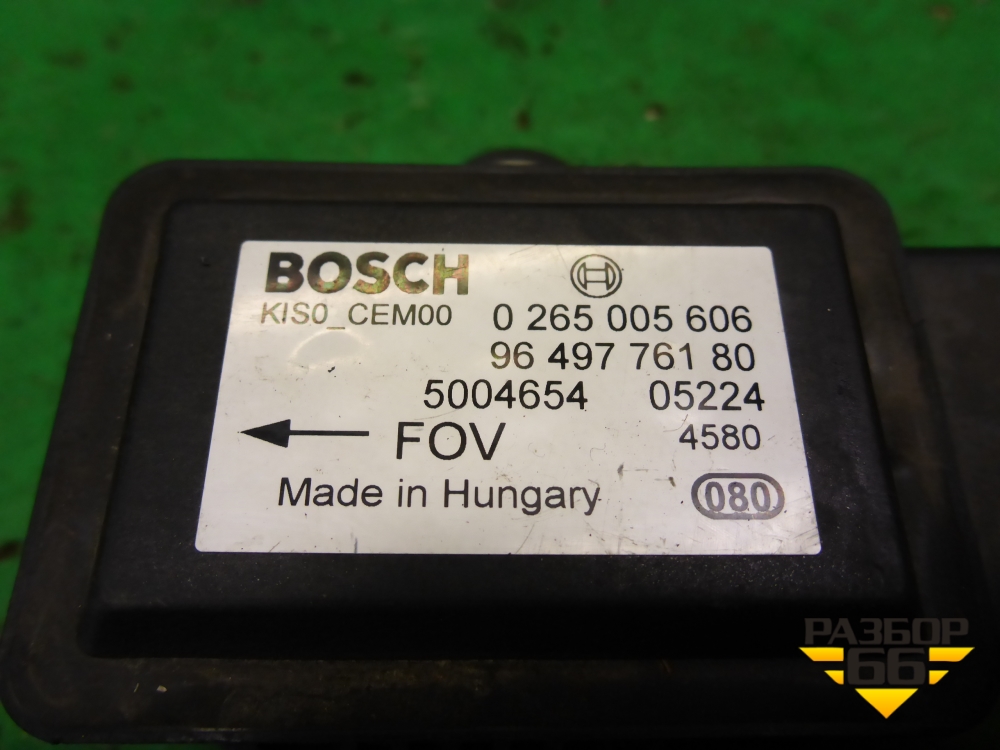 BOSCH
KIS0_CEM00 0 265 005 606
96 497 761 80
5004654 05224
FOV 4580
Made in Hungary 080
РАЗБОР
66